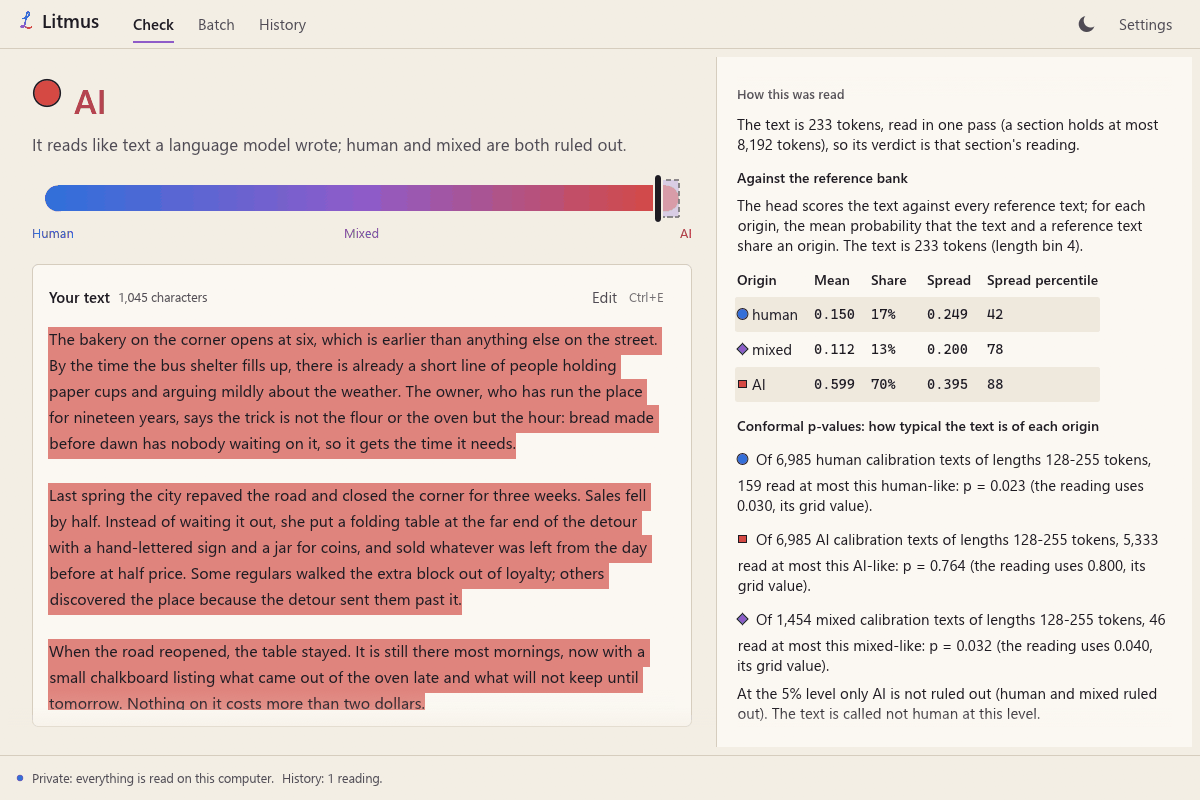 Litmus
Check
Batch
History
Settings
AI
It reads like text a language model wrote; human and mixed are both ruled out.
Human
Mixed
AI
Your text 1,045 characters
Edit Ctrl+E
The bakery on the corner opens at six, which is earlier than anything else on the street.
By the time the bus shelter fills up, there is already a short line of people holding
paper cups and arguing mildly about the weather. The owner, who has run the place
for nineteen years, says the trick is not the flour or the oven but the hour: bread made
before dawn has nobody waiting on it, so it gets the time it needs.
Last spring the city repaved the road and closed the corner for three weeks. Sales fell
by half. Instead of waiting it out, she put a folding table at the far end of the detour
with a hand-lettered sign and a jar for coins, and sold whatever was left from the day
before at half price. Some regulars walked the extra block out of loyalty; others
discovered the place because the detour sent them past it.
When the road reopened, the table stayed. It is still there most mornings, now with a
small chalkboard listing what came out of the oven late and what will not keep until
tomorrow. Nothing on it costs more than two dollars.
How this was read
The text is 233 tokens, read in one pass (a section holds at most
8,192 tokens), so its verdict is that section's reading.
Against the reference bank
The head scores the text against every reference text; for each
origin, the mean probability that the text and a reference text
share an origin. The text is 233 tokens (length bin 4).
Origin Mean Share Spread Spread percentile
human 0.150 17% 0.249 42
mixed 0.112 13% 0.200 78
AI 0.599 70% 0.395 88
Conformal p-values: how typical the text is of each origin
Of 6,985 human calibration texts of lengths 128-255 tokens,
159 read at most this human-like: p = 0.023 (the reading uses
0.030, its grid value).
Of 6,985 AI calibration texts of lengths 128-255 tokens, 5,333
read at most this AI-like: p = 0.764 (the reading uses 0.800, its
grid value).
Of 1,454 mixed calibration texts of lengths 128-255 tokens, 46
read at most this mixed-like: p = 0.032 (the reading uses 0.040,
its grid value).
At the 5% level only AI is not ruled out (human and mixed ruled
out). The text is called not human at this level.
Private: everything is read on this computer. History: 1 reading.